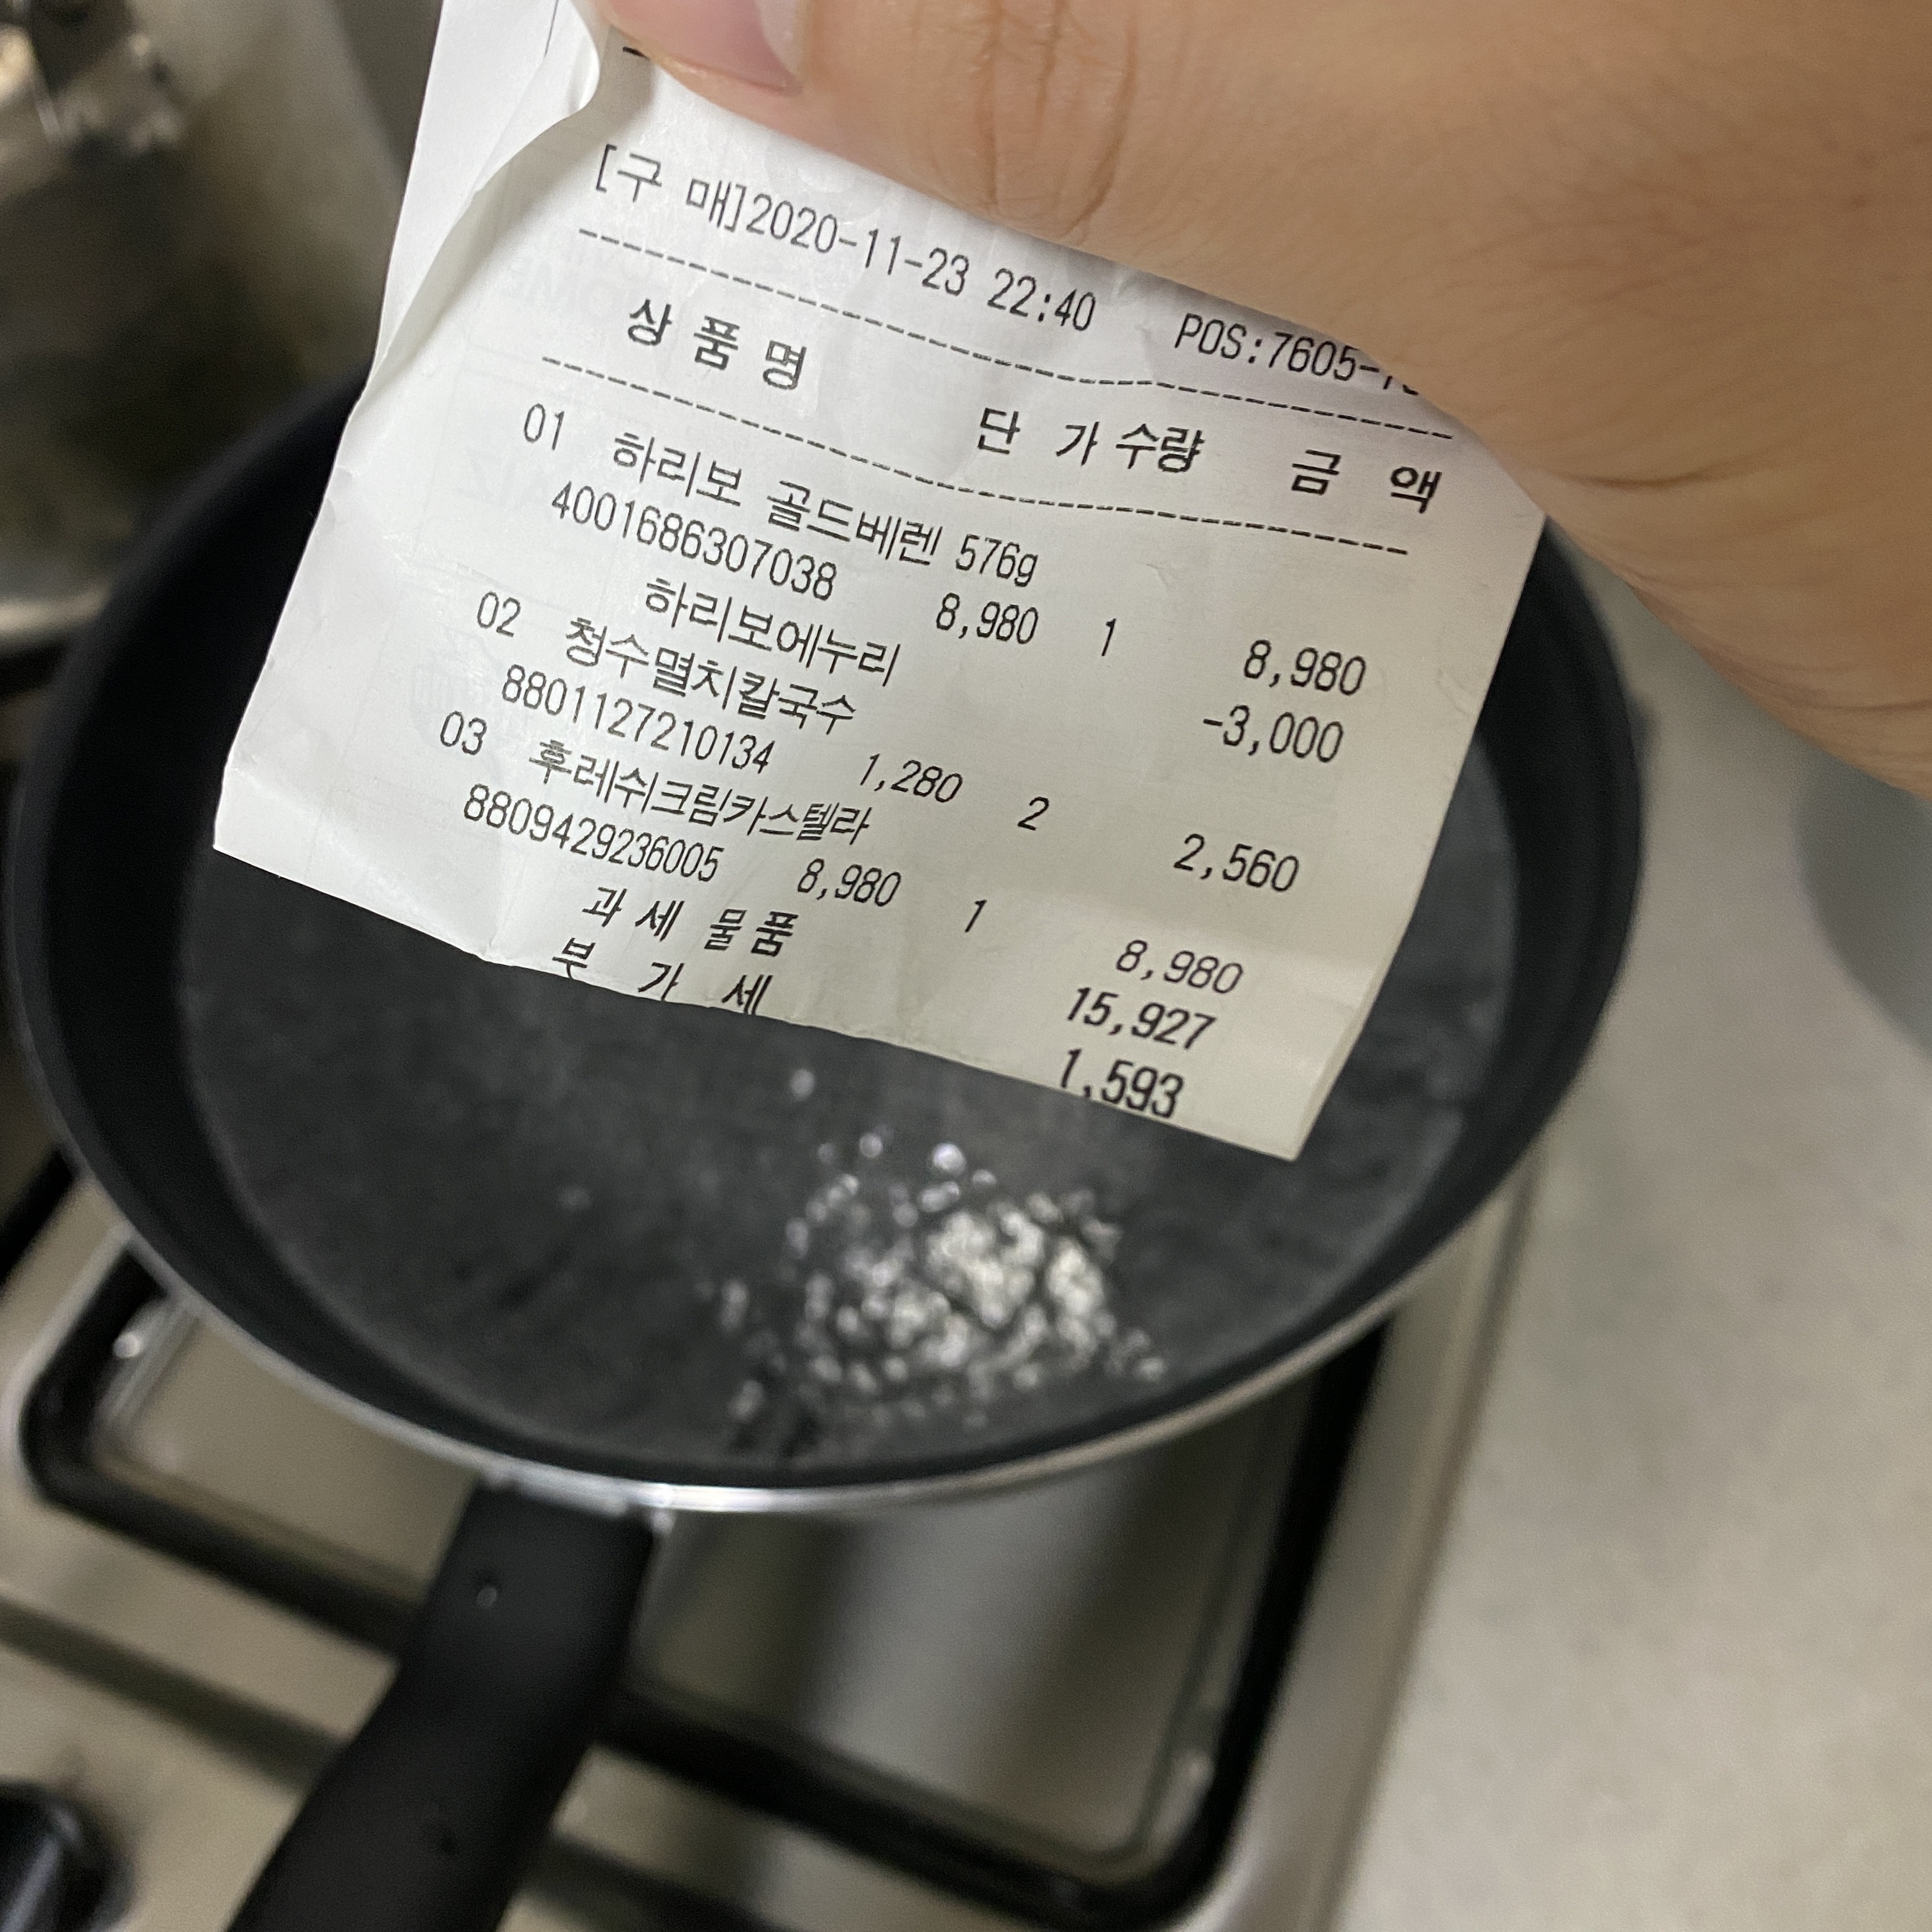 [구 매]2020-11-23 22:40 POS:7605-
상 품 명 단 가 수량 금 액
01 하리보 골드베렌 576g
4001686307038 8,980 1 8,980
하리보에누리 -3,000
02 청수멸치칼국수
8801127210134 1,280 2 2,560
03 후레쉬크림카스텔라
8809429236005 8,980 1 8,980
과 세 물 품 15,927
부 가 세 1,593